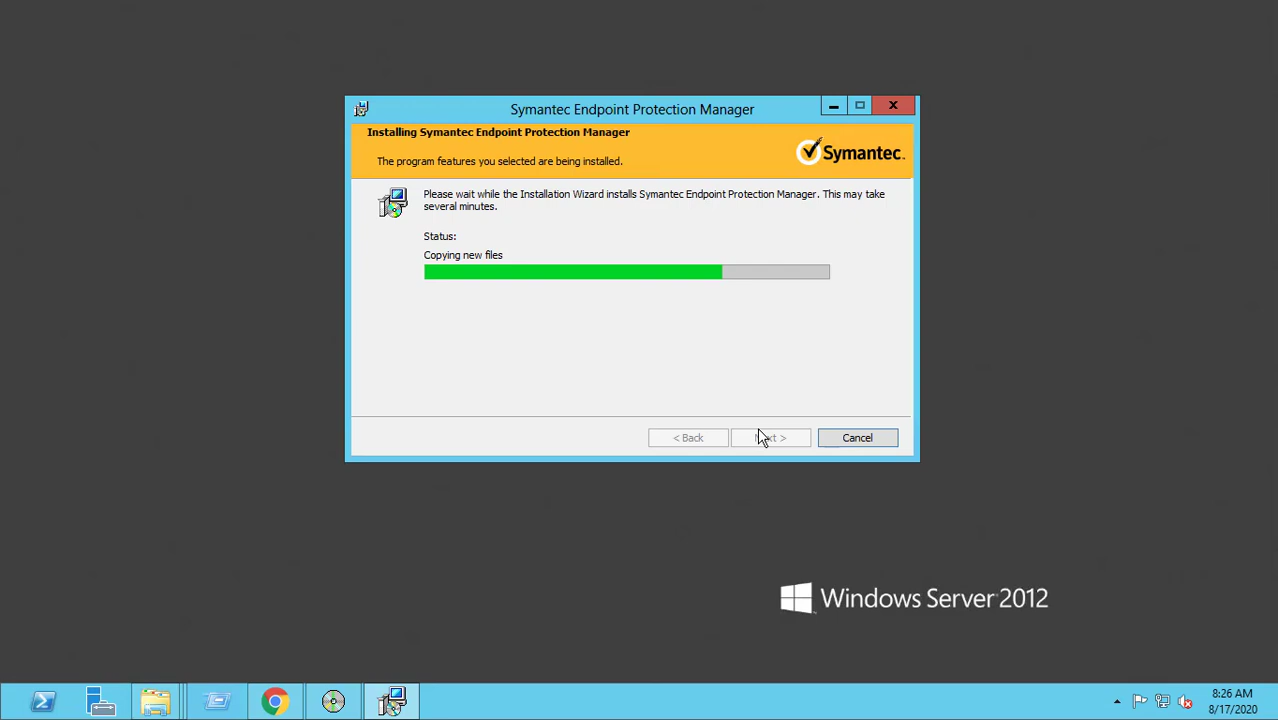 Symantec Endpoint Protection Manager
Installing Symantec Endpoint Protection Manager
The program features you selected are being installed.
Symantec.
Please wait while the Installation Wizard installs Symantec Endpoint Protection Manager. This may take
several minutes.
Status:
Copying new files
< Back
Cancel
Windows Server 2012
8:26 AM
8/17/2020